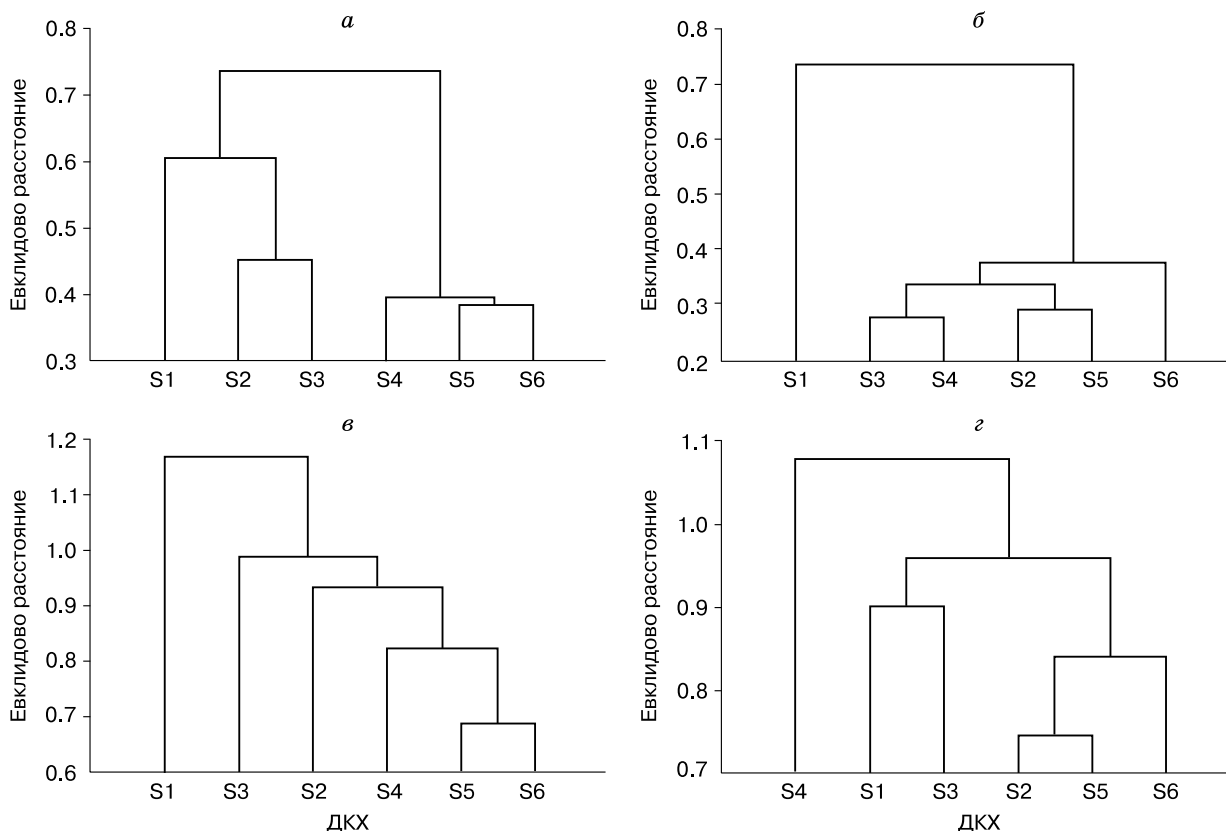 а
Евклидово расстояние
0.8
0.7
0.6
0.5
0.4
0.3
S1 S2 S3 S4 S5 S6
б
Евклидово расстояние
0.8
0.7
0.6
0.5
0.4
0.3
0.2
S1 S3 S4 S2 S5 S6
в
Евклидово расстояние
1.2
1.1
1.0
0.9
0.8
0.7
0.6
S1 S3 S2 S4 S5 S6
ДКХ
г
Евклидово расстояние
1.1
1.0
0.9
0.8
0.7
S4 S1 S3 S2 S5 S6
ДКХ